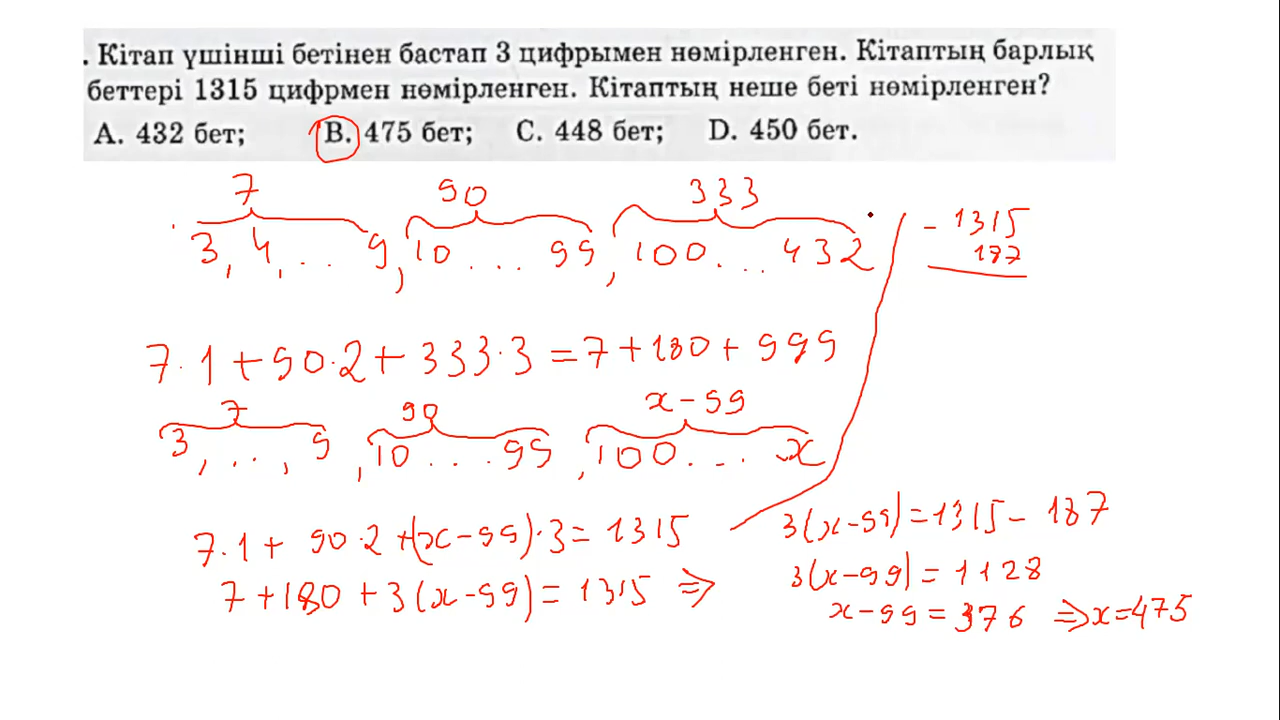 . Кітап үшінші бетінен бастап 3 цифрымен нөмірленген. Кітаптың барлық
беттері 1315 цифрмен нөмірленген. Кітаптың неше беті нөмірленген?
A. 432 бет; B. 475 бет; C. 448 бет; D. 450 бет.
7 90 333
3, 4, ... 9, 10 ... 99, 100 ... 432
- 1315
187
7·1+90·2+333·3=7+180+999
7 90 x-99
3, ..., 9, 10 ... 99, 100 ... x
7·1+90·2+(x-99)·3=1315
7+180+3(x-99)=1315 ⇒
3(x-99)=1315-187
3(x-99)=1128
x-99=376 ⇒x=475